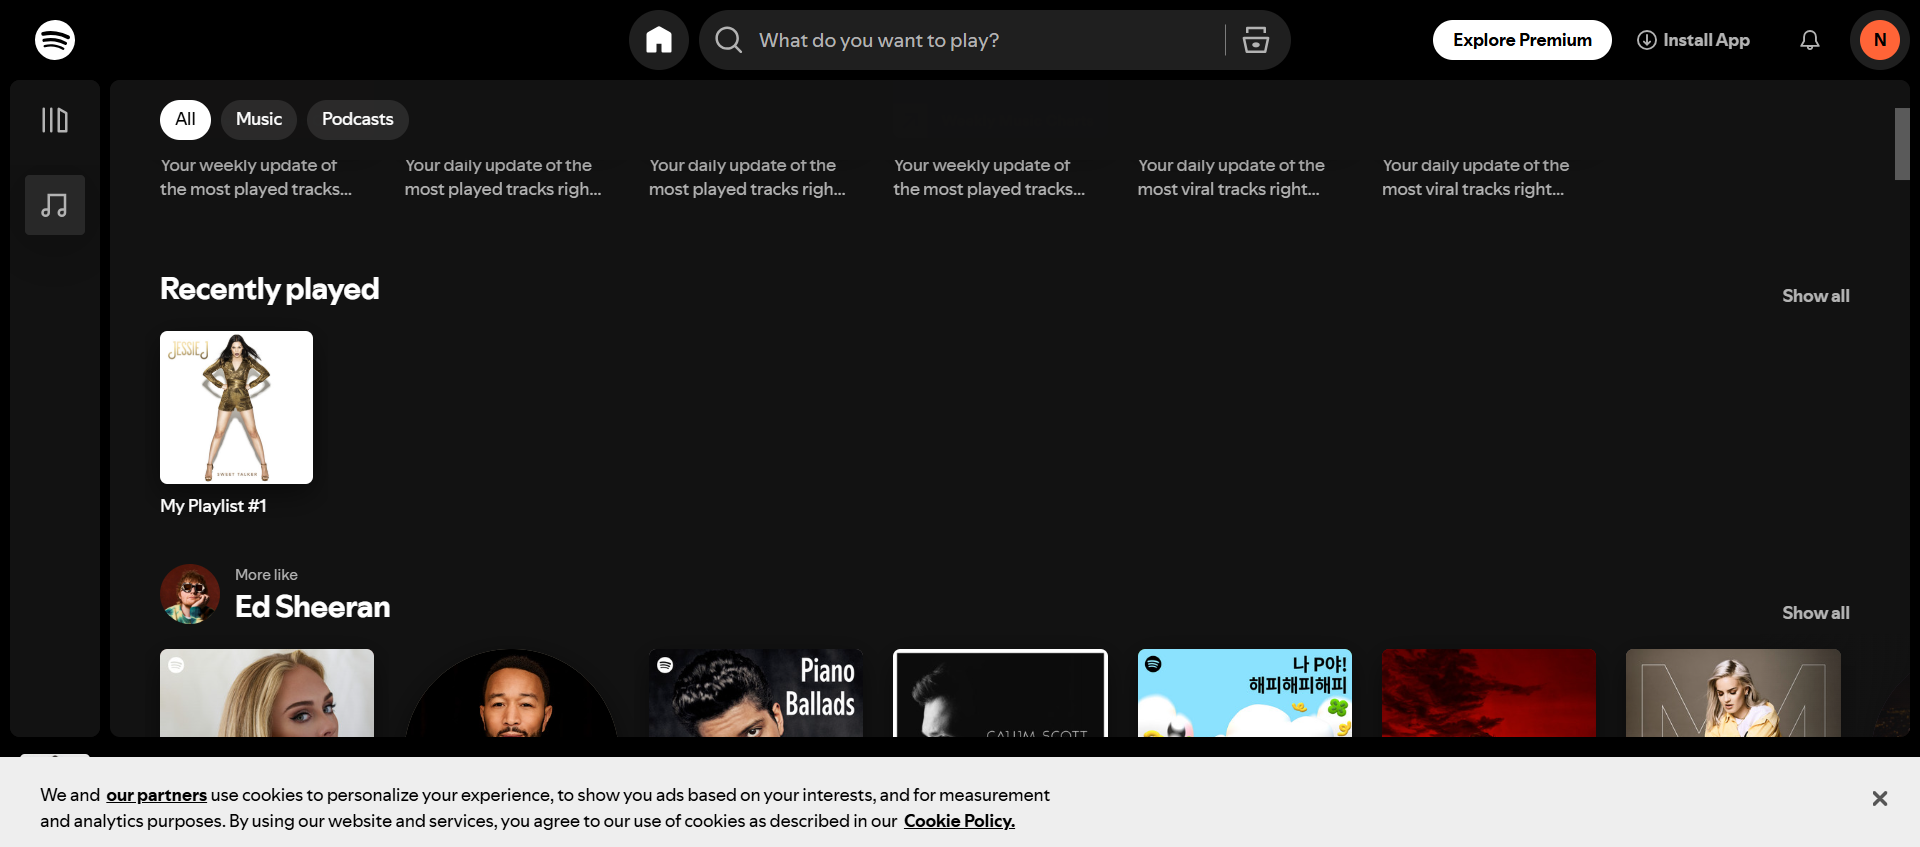 What do you want to play?
Explore Premium
Install App
N
All
Music
Podcasts
Your weekly update of
the most played tracks...
Your daily update of the
most played tracks righ...
Your daily update of the
most played tracks righ...
Your weekly update of
the most played tracks...
Your daily update of the
most viral tracks right...
Your daily update of the
most viral tracks right...
Recently played
Show all
JESSIE J
SWEET TALKER
My Playlist #1
More like
Ed Sheeran
Show all
Piano
Ballads
CALUM SCOTT
나 P야!
해피해피해피
We and our partners use cookies to personalize your experience, to show you ads based on your interests, and for measurement
and analytics purposes. By using our website and services, you agree to our use of cookies as described in our Cookie Policy.